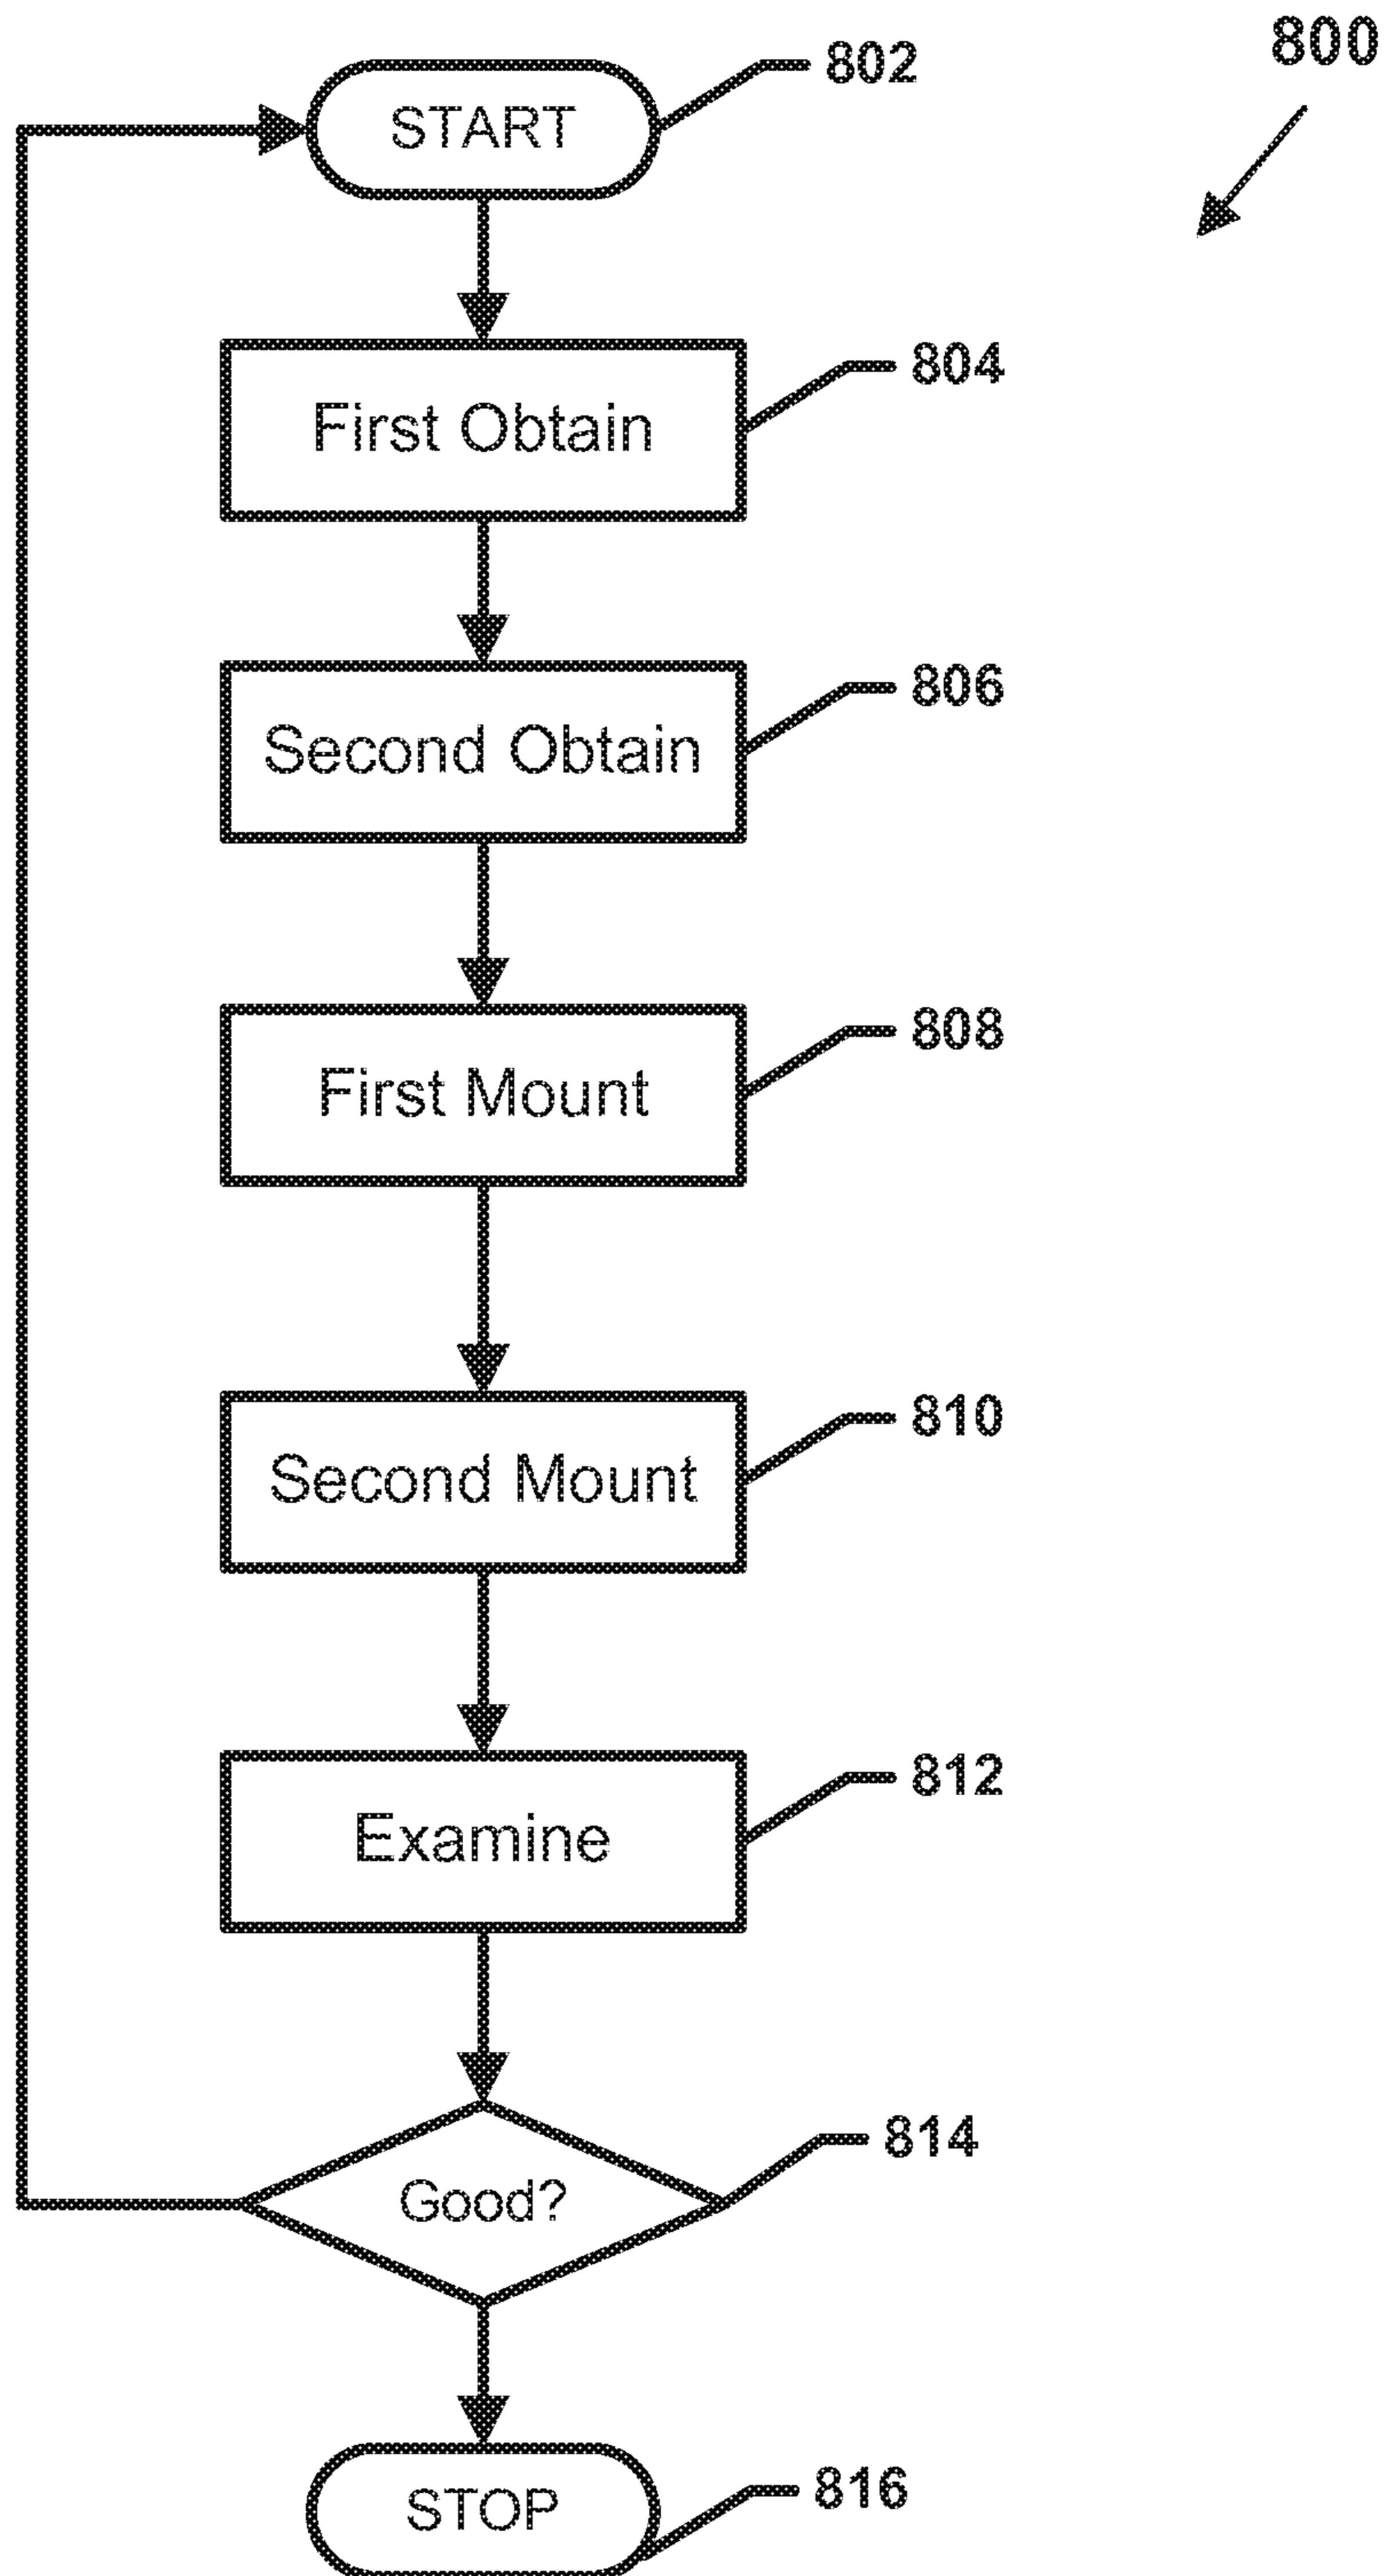 800
802
START
804
First Obtain
806
Second Obtain
808
First Mount
810
Second Mount
812
Examine
814
Good?
816
STOP